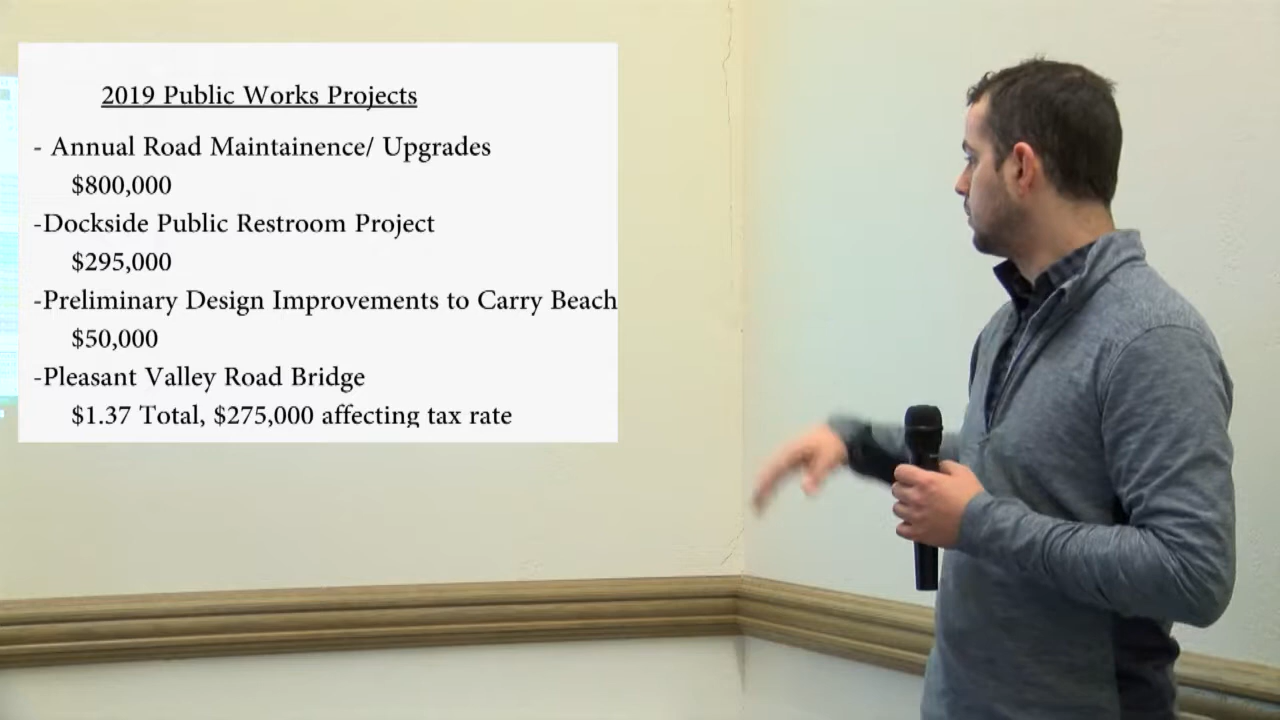 2019 Public Works Projects
- Annual Road Maintainence/ Upgrades
$800,000
-Dockside Public Restroom Project
$295,000
-Preliminary Design Improvements to Carry Beach
$50,000
-Pleasant Valley Road Bridge
$1.37 Total, $275,000 affecting tax rate